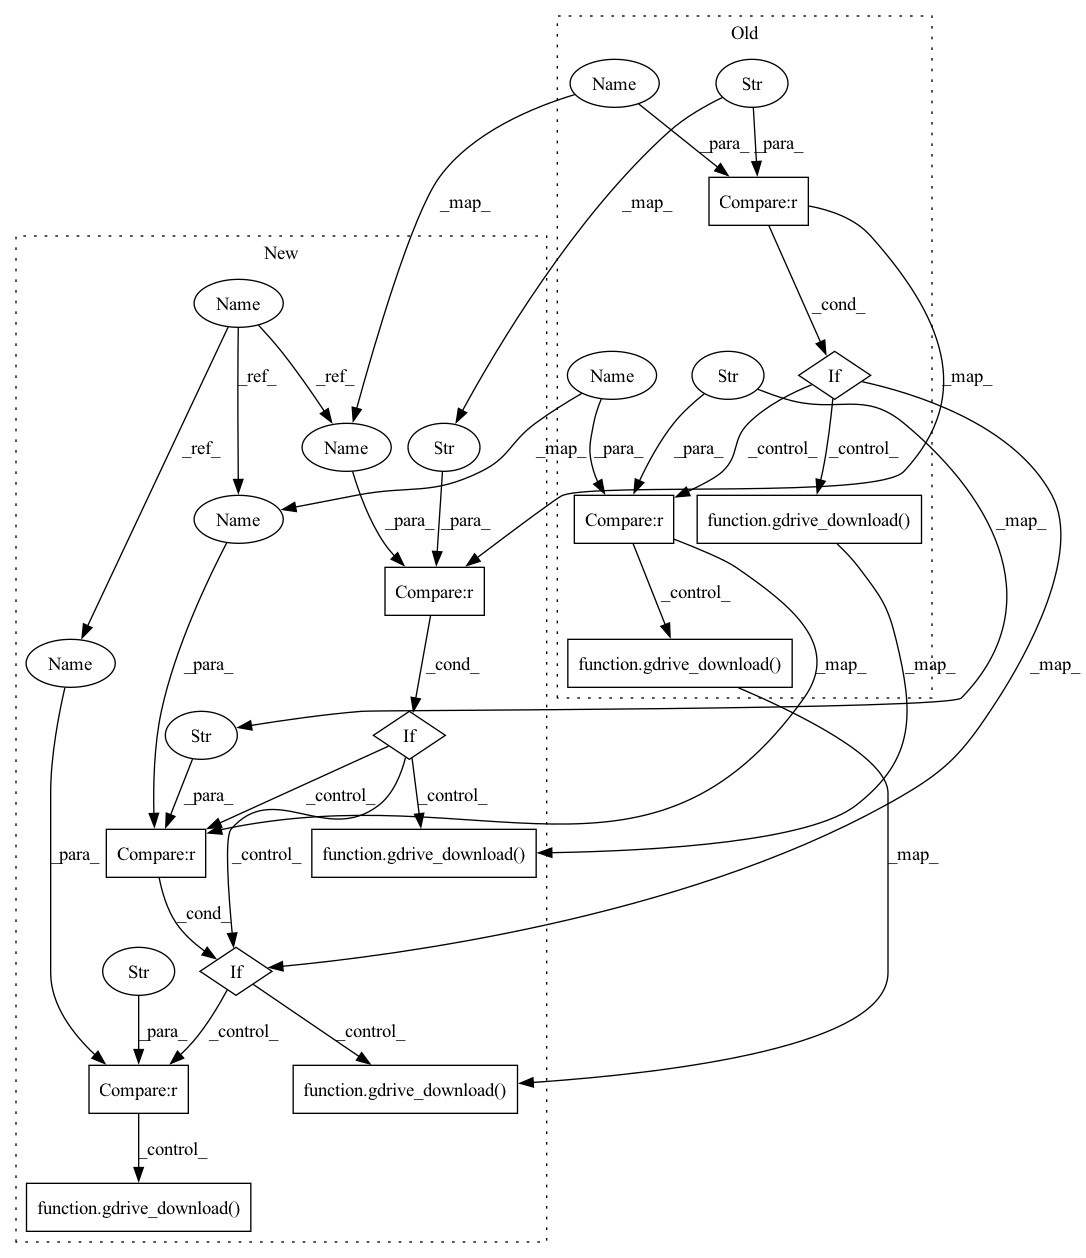 Old
Name
Str
_para_
_para_
Compare:r
_map_
_map_
New
Name
_cond_
Name
Str
If
_ref_
_ref_
_map_
Name
Str
_ref_
_map_
_para_
_para_
_control_
_control_
Name
Compare:r
function.gdrive_download()
_para_
_para_
_map_
Compare:r
_control_
Name
_para_
_cond_
function.gdrive_download()
_map_
_map_
_map_
Str
If
_para_
_control_
_control_
Compare:r
_para_
_control_
function.gdrive_download()
_map_
_cond_
Str
If
_para_
_control_
_control_
Compare:r
function.gdrive_download()
_control_
function.gdrive_download()